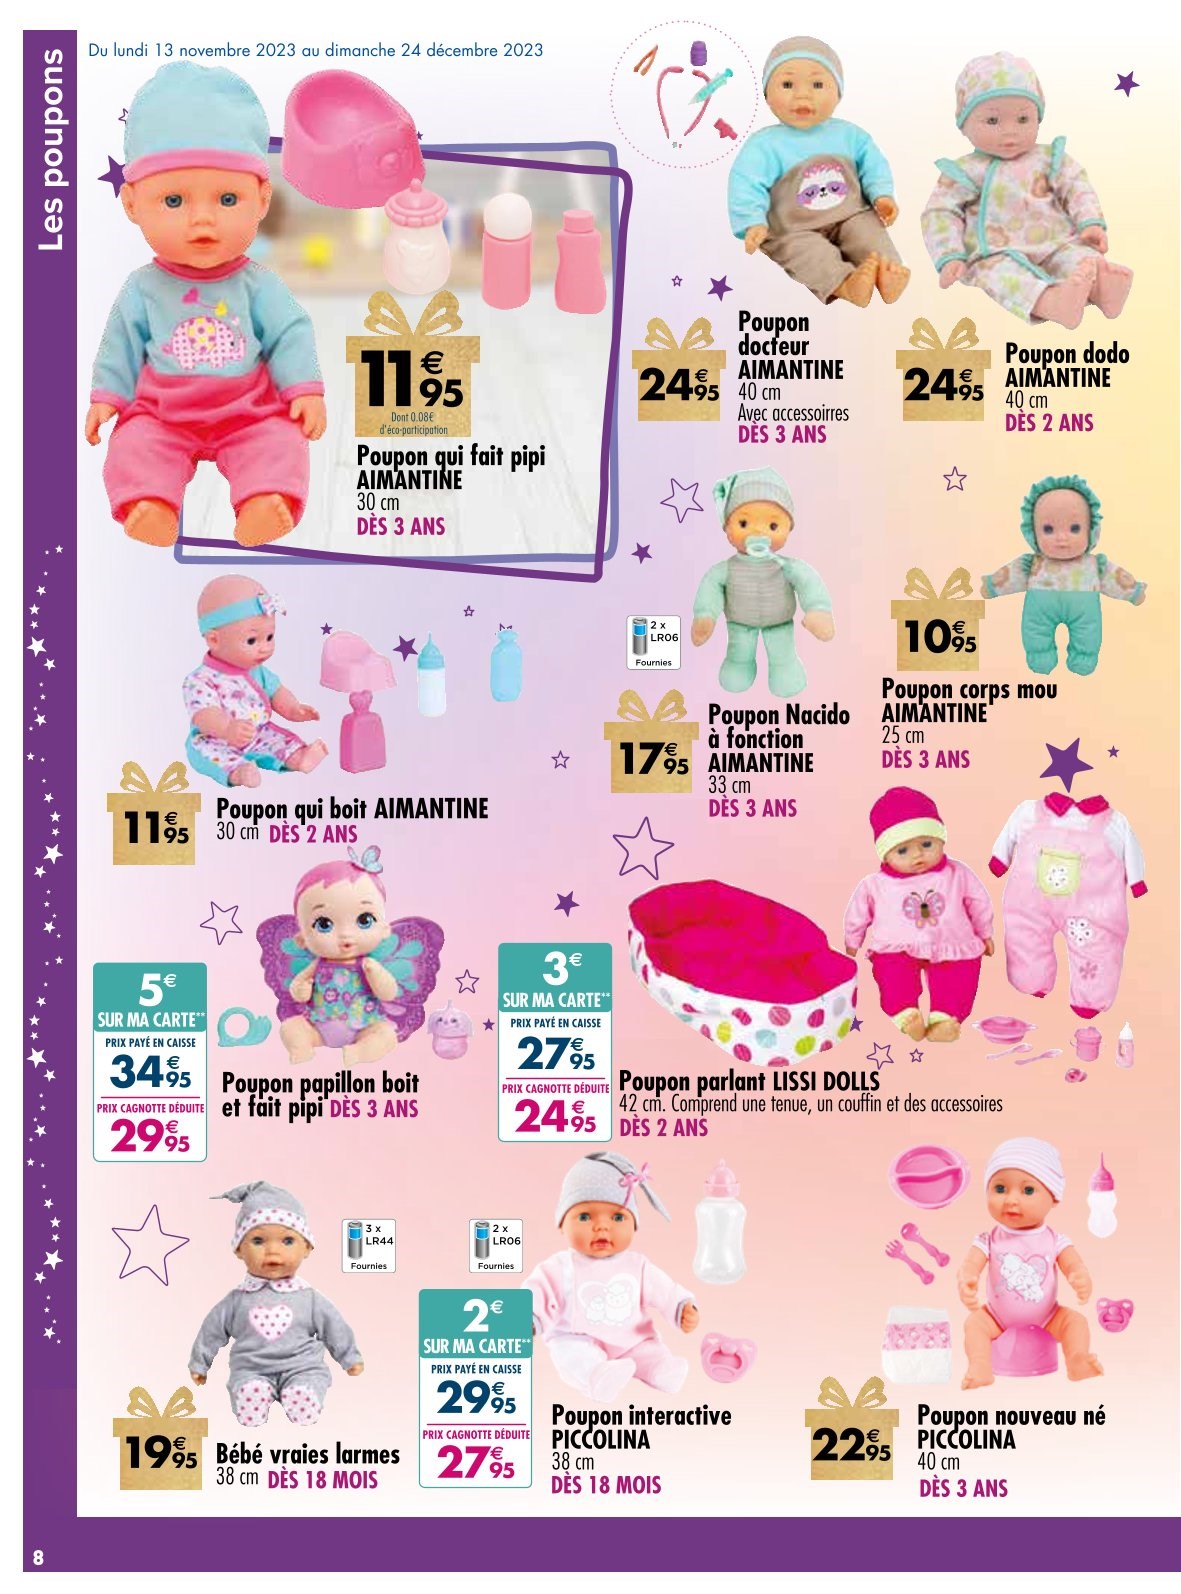 Les poupons
Du lundi 13 novembre 2023 au dimanche 24 décembre 2023
11€95
Dont 0.08€
d'éco-participation
Poupon qui fait pipi
AIMANTINE
30 cm
DÈS 3 ANS
24€95
Poupon
docteur
AIMANTINE
40 cm
Avec accessoirres
DÈS 3 ANS
24€95
Poupon dodo
AIMANTINE
40 cm
DÈS 2 ANS
2 x
LR06
Fournies
17€95
Poupon Nacido
à fonction
AIMANTINE
33 cm
DÈS 3 ANS
10€95
Poupon corps mou
AIMANTINE
25 cm
DÈS 3 ANS
11€95
Poupon qui boit AIMANTINE
30 cm DÈS 2 ANS
5€
SUR MA CARTE**
PRIX PAYÉ EN CAISSE
34€95
PRIX CAGNOTTE DÉDUITE
29€95
Poupon papillon boit
et fait pipi DÈS 3 ANS
3€
SUR MA CARTE**
PRIX PAYÉ EN CAISSE
27€95
PRIX CAGNOTTE DÉDUITE
24€95
Poupon parlant LISSI DOLLS
42 cm. Comprend une tenue, un couffin et des accessoires
DÈS 2 ANS
3 x
LR44
Fournies
19€95
Bébé vraies larmes
38 cm DÈS 18 MOIS
2 x
LR06
Fournies
2€
SUR MA CARTE**
PRIX PAYÉ EN CAISSE
29€95
PRIX CAGNOTTE DÉDUITE
27€95
Poupon interactive
PICCOLINA
38 cm
DÈS 18 MOIS
22€95
Poupon nouveau né
PICCOLINA
40 cm
DÈS 3 ANS
8